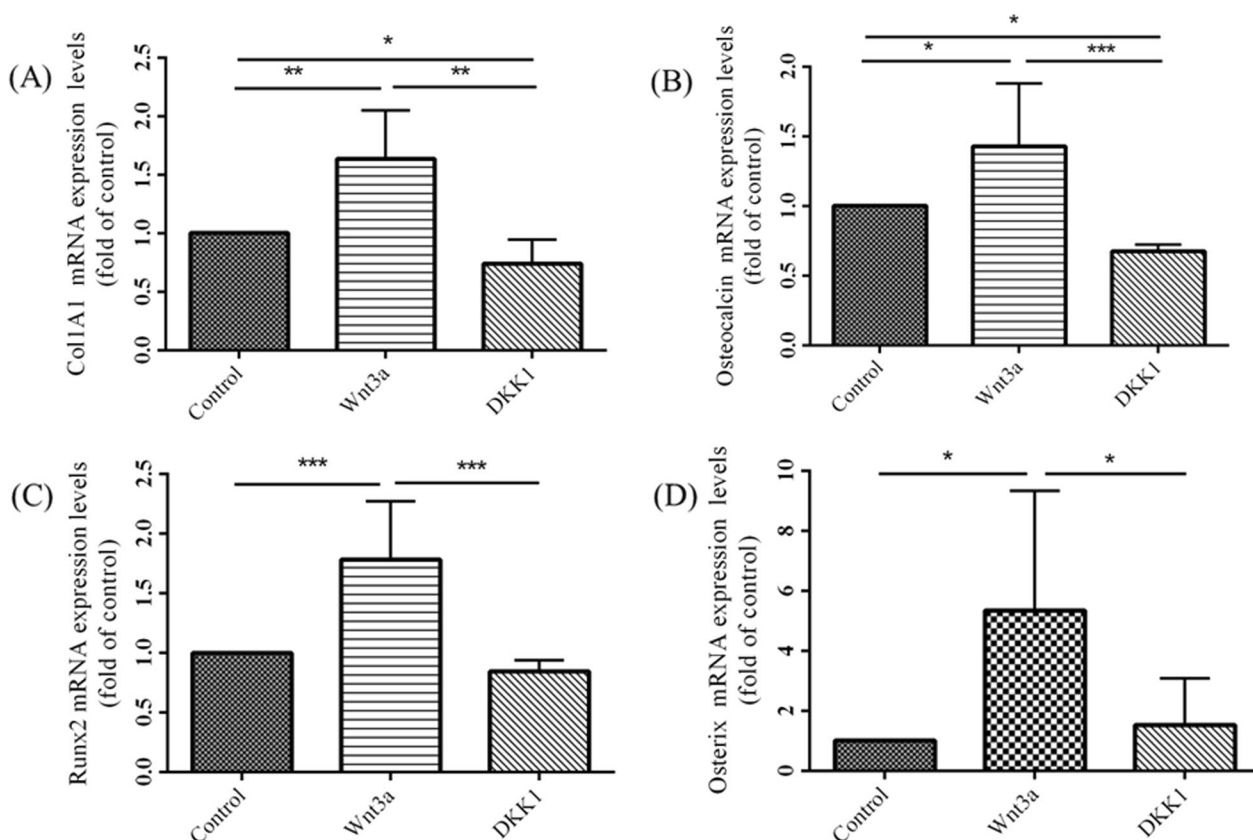 (A)
Col1A1 mRNA expression levels
(fold of control)
2.5
2.0
1.5
1.0
0.5
0.0
*
**
**
Control
Wnt3a
DKK1
(B)
Osteocalcin mRNA expression levels
(fold of control)
2.0
1.5
1.0
0.5
0.0
*
*
***
Control
Wnt3a
DKK1
(C)
Runx2 mRNA expression levels
(fold of control)
2.5
2.0
1.5
1.0
0.5
0.0
***
***
Control
Wnt3a
DKK1
(D)
Osterix mRNA expression levels
(fold of control)
10
8
6
4
2
0
*
*
Control
Wnt3a
DKK1